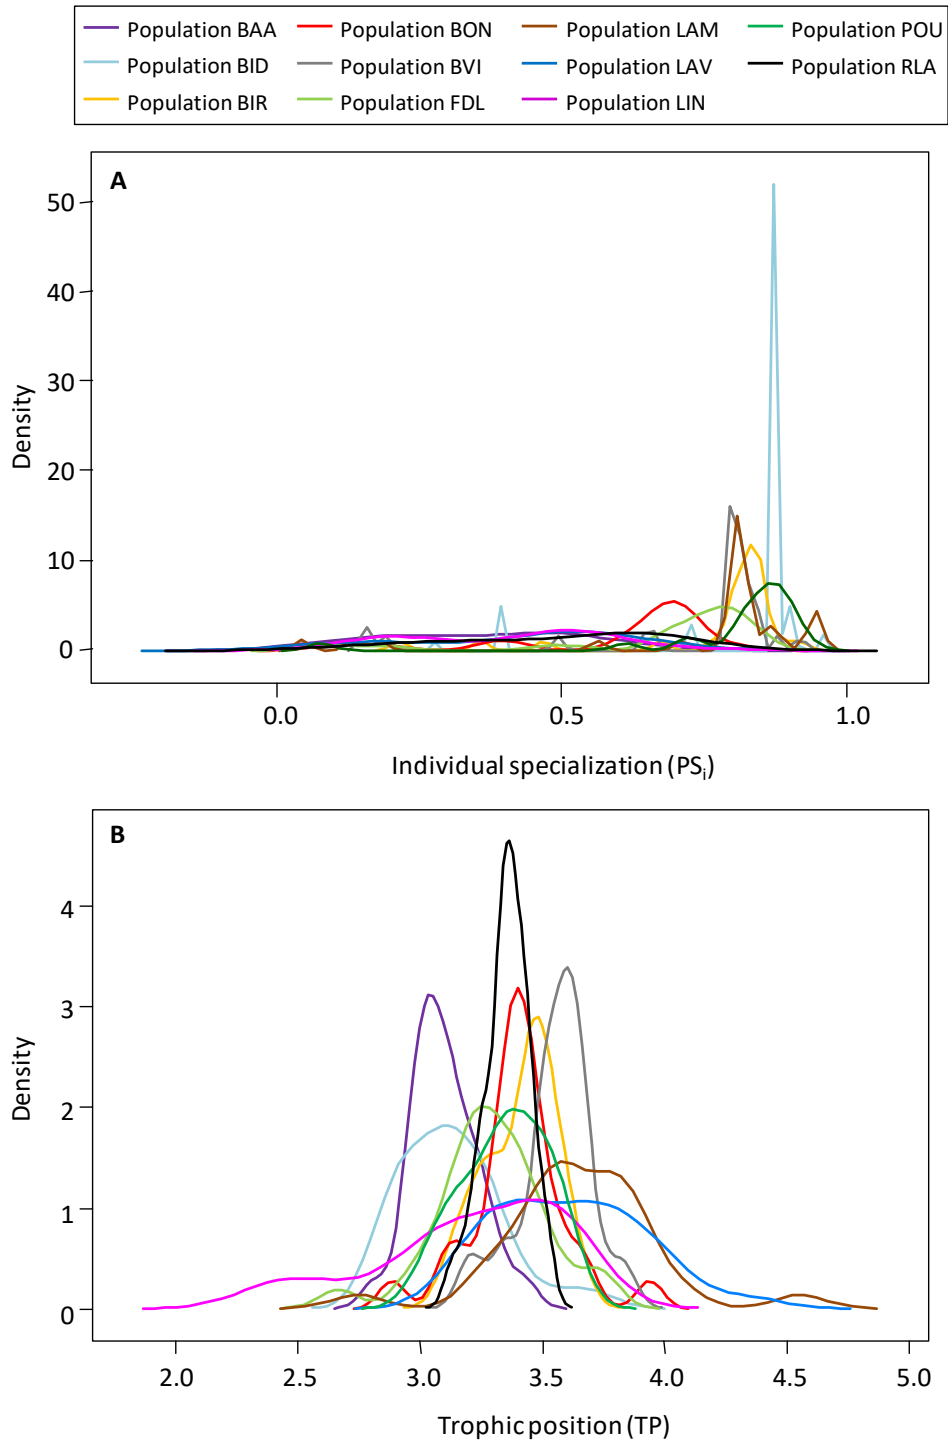 Population BAA Population BON Population LAM Population POU
Population BID Population BVI Population LAV Population RLA
Population BIR Population FDL Population LIN
A
50
40
30
20
10
0
Density
0.0 0.5 1.0
Individual specialization (PSi)
B
4
3
2
1
0
Density
2.0 2.5 3.0 3.5 4.0 4.5 5.0
Trophic position (TP)